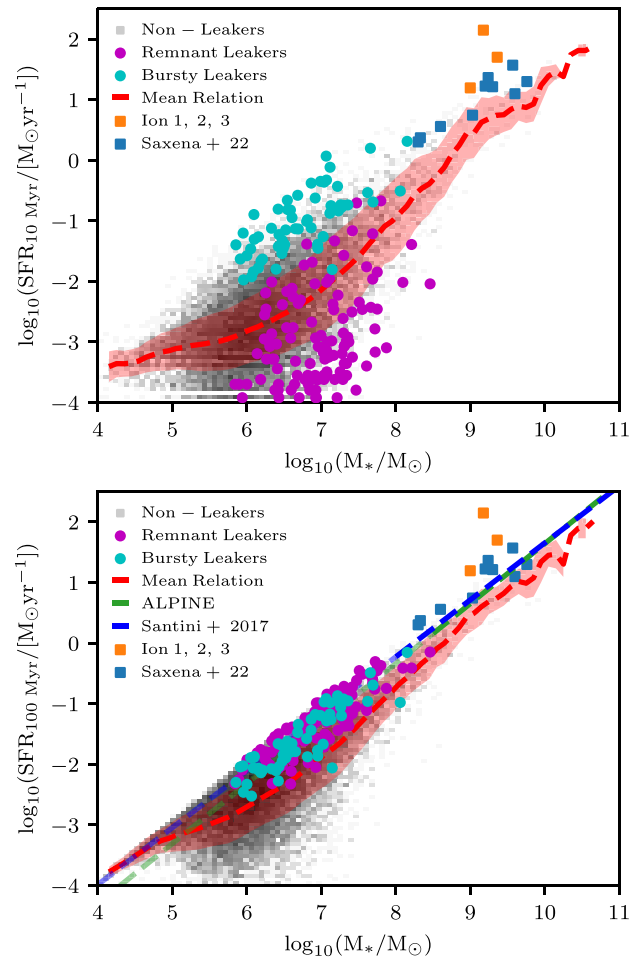 Non − Leakers
Remnant Leakers
Bursty Leakers
Mean Relation
Ion 1, 2, 3
Saxena + 22
2
1
0
−1
−2
−3
−4
log₁₀(SFR₁₀ Myr/[M⊙yr⁻¹])
4 5 6 7 8 9 10 11
log₁₀(M∗/M⊙)
Non − Leakers
Remnant Leakers
Bursty Leakers
Mean Relation
ALPINE
Santini + 2017
Ion 1, 2, 3
Saxena + 22
2
1
0
−1
−2
−3
−4
log₁₀(SFR₁₀₀ Myr/[M⊙yr⁻¹])
4 5 6 7 8 9 10 11
log₁₀(M∗/M⊙)